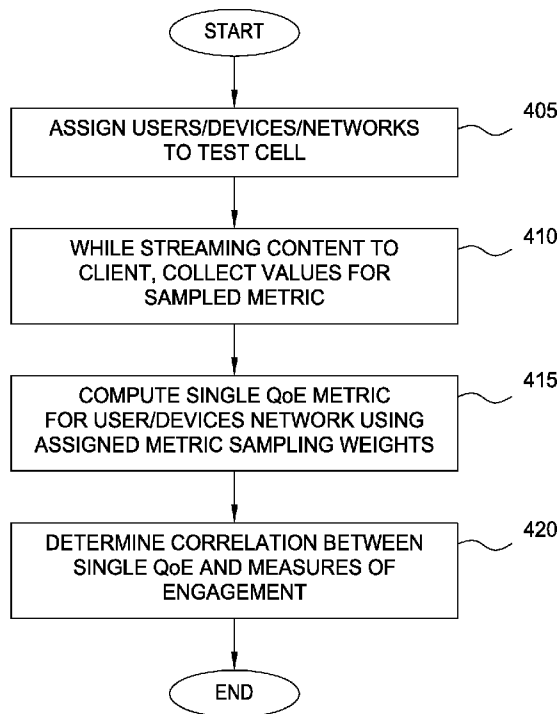 START
ASSIGN USERS/DEVICES/NETWORKS
TO TEST CELL
405
WHILE STREAMING CONTENT TO
CLIENT, COLLECT VALUES FOR
SAMPLED METRIC
410
COMPUTE SINGLE QoE METRIC
FOR USER/DEVICES NETWORK USING
ASSIGNED METRIC SAMPLING WEIGHTS
415
DETERMINE CORRELATION BETWEEN
SINGLE QoE AND MEASURES OF
ENGAGEMENT
420
END